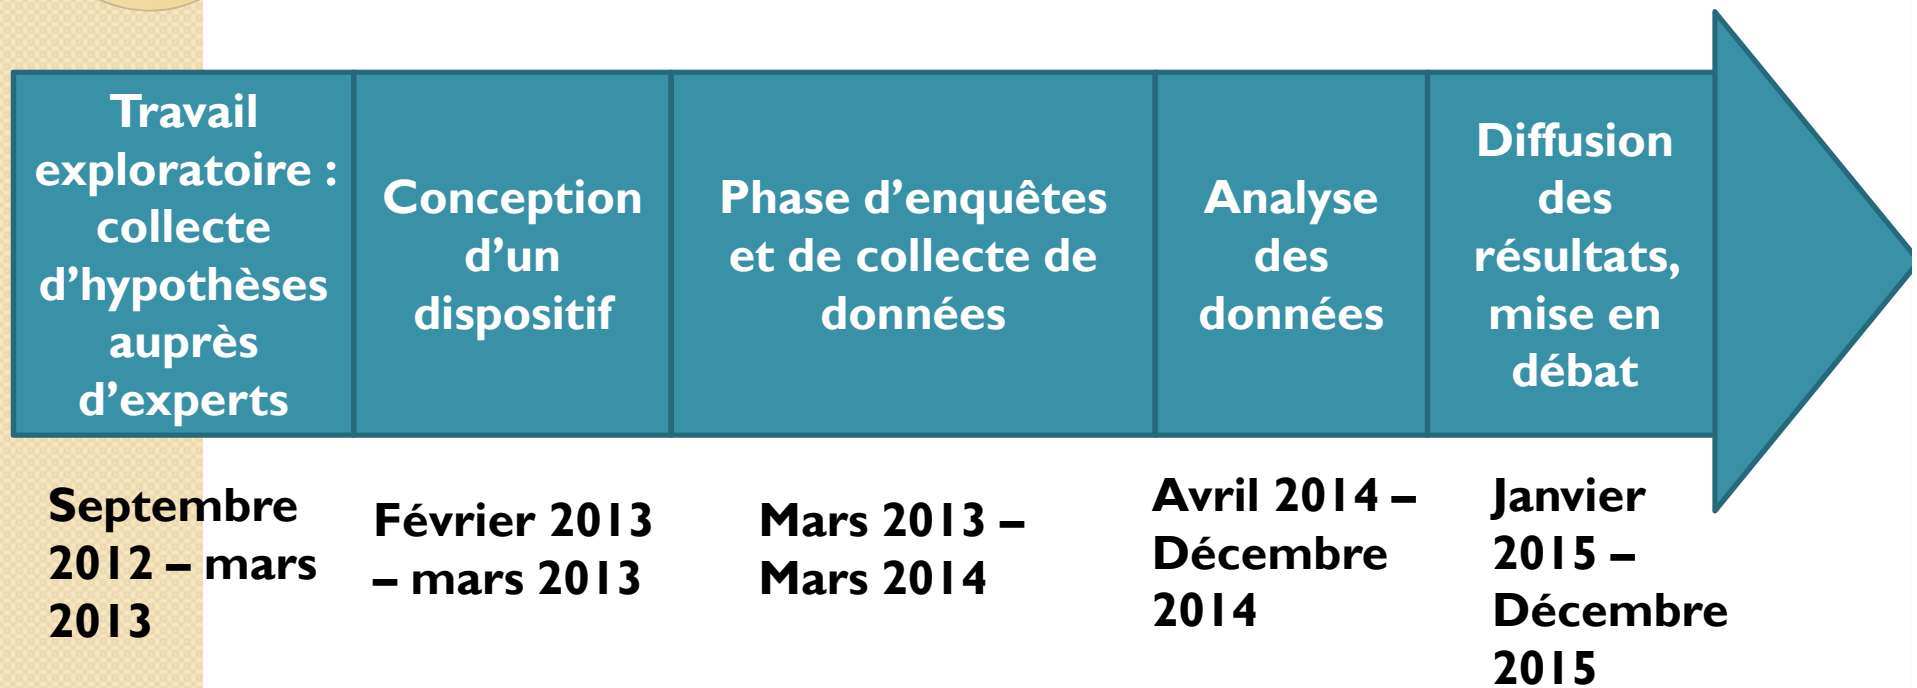 Travail
exploratoire :
collecte
d’hypothèses
auprès
d’experts
Conception
d’un
dispositif
Phase d’enquêtes
et de collecte de
données
Analyse
des
données
Diffusion
des
résultats,
mise en
débat
Septembre
2012 – mars
2013
Février 2013
– mars 2013
Mars 2013 –
Mars 2014
Avril 2014 –
Décembre
2014
Janvier
2015 –
Décembre
2015